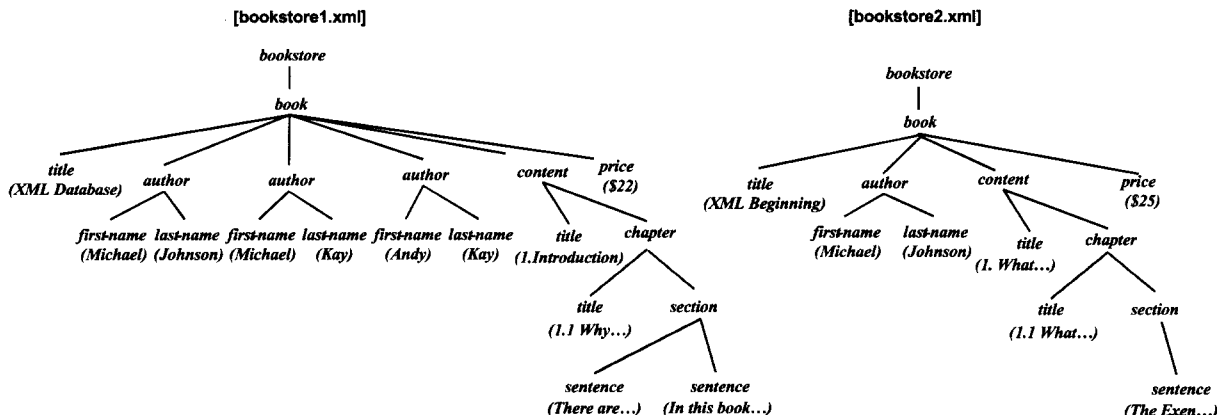 [bookstore1.xml]
bookstore
book
title
(XML Database)
author
author
author
content
price
($22)
first-name
(Michael)
last-name
(Johnson)
first-name
(Michael)
last-name
(Kay)
first-name
(Andy)
last-name
(Kay)
title
(1.Introduction)
chapter
title
(1.1 Why...)
section
sentence
(There are...)
sentence
(In this book...)
[bookstore2.xml]
bookstore
book
title
(XML Beginning)
author
content
price
($25)
first-name
(Michael)
last-name
(Johnson)
title
(1. What...)
chapter
title
(1.1 What...)
section
sentence
(The Exen...)